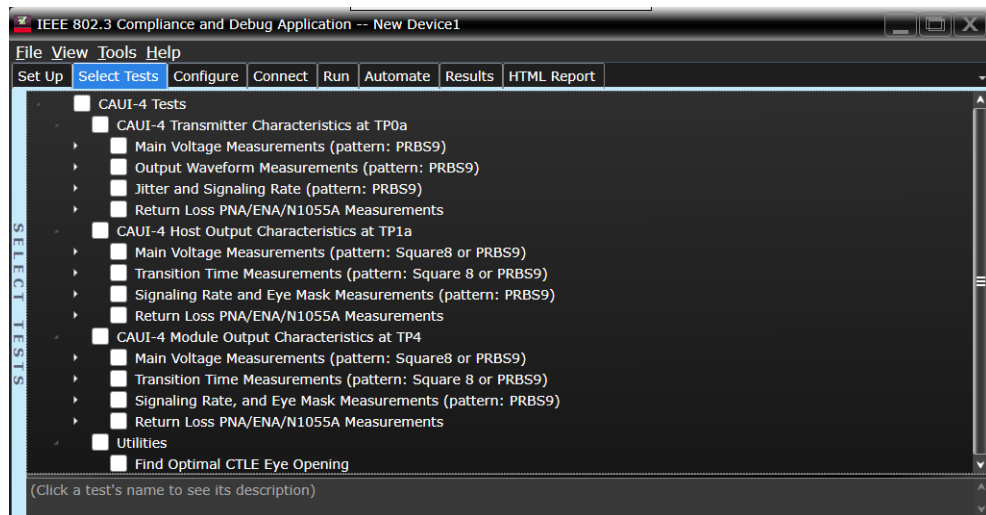 IEEE 802.3 Compliance and Debug Application -- New Device1
File View Tools Help
Set Up Select Tests Configure Connect Run Automate Results HTML Report
CAUI-4 Tests
CAUI-4 Transmitter Characteristics at TP0a
Main Voltage Measurements (pattern: PRBS9)
Output Waveform Measurements (pattern: PRBS9)
Jitter and Signaling Rate (pattern: PRBS9)
Return Loss PNA/ENA/N1055A Measurements
CAUI-4 Host Output Characteristics at TP1a
Main Voltage Measurements (pattern: Square8 or PRBS9)
Transition Time Measurements (pattern: Square 8 or PRBS9)
Signaling Rate and Eye Mask Measurements (pattern: PRBS9)
Return Loss PNA/ENA/N1055A Measurements
CAUI-4 Module Output Characteristics at TP4
Main Voltage Measurements (pattern: Square8 or PRBS9)
Transition Time Measurements (pattern: Square 8 or PRBS9)
Signaling Rate, and Eye Mask Measurements (pattern: PRBS9)
Return Loss PNA/ENA/N1055A Measurements
Utilities
Find Optimal CTLE Eye Opening
SELECT TESTS
(Click a test's name to see its description)